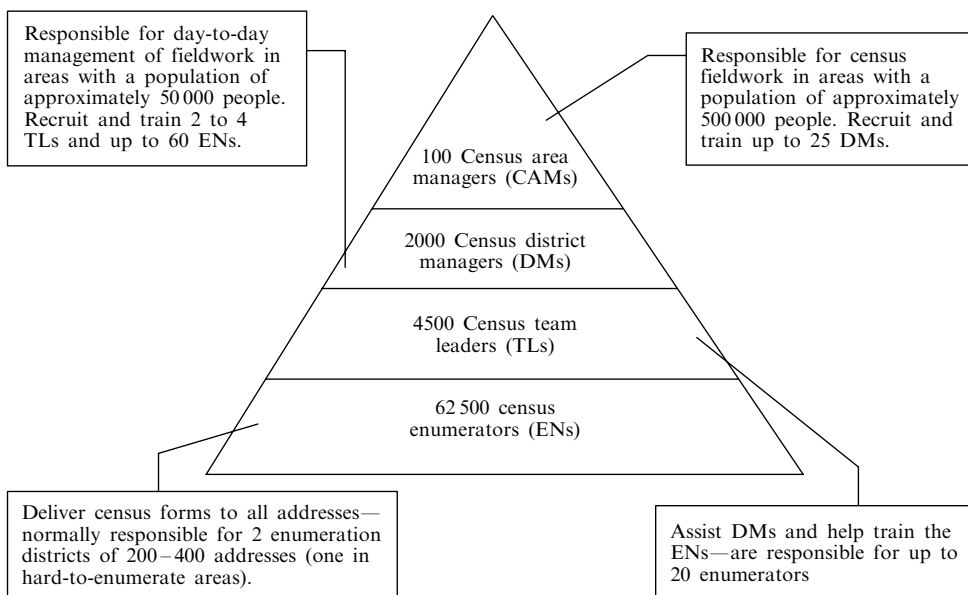 Responsible for day-to-day
management of fieldwork in
areas with a population of
approximately 50 000 people.
Recruit and train 2 to 4
TLs and up to 60 ENs.
Responsible for census
fieldwork in areas with a
population of approximately
500 000 people. Recruit and
train up to 25 DMs.
100 Census area
managers (CAMs)
2000 Census district
managers (DMs)
4500 Census team
leaders (TLs)
62 500 census
enumerators (ENs)
Deliver census forms to all addresses—
normally responsible for 2 enumeration
districts of 200–400 addresses (one in
hard-to-enumerate areas).
Assist DMs and help train the
ENs—are responsible for up to
20 enumerators